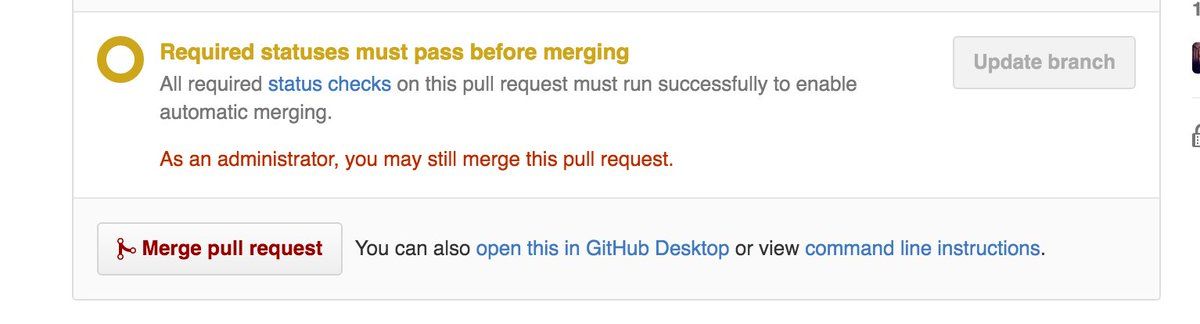 Required statuses must pass before merging
Update branch
All required status checks on this pull request must run successfully to enable
automatic merging.
As an administrator, you may still merge this pull request.
Merge pull request
You can also open this in GitHub Desktop or view command line instructions.